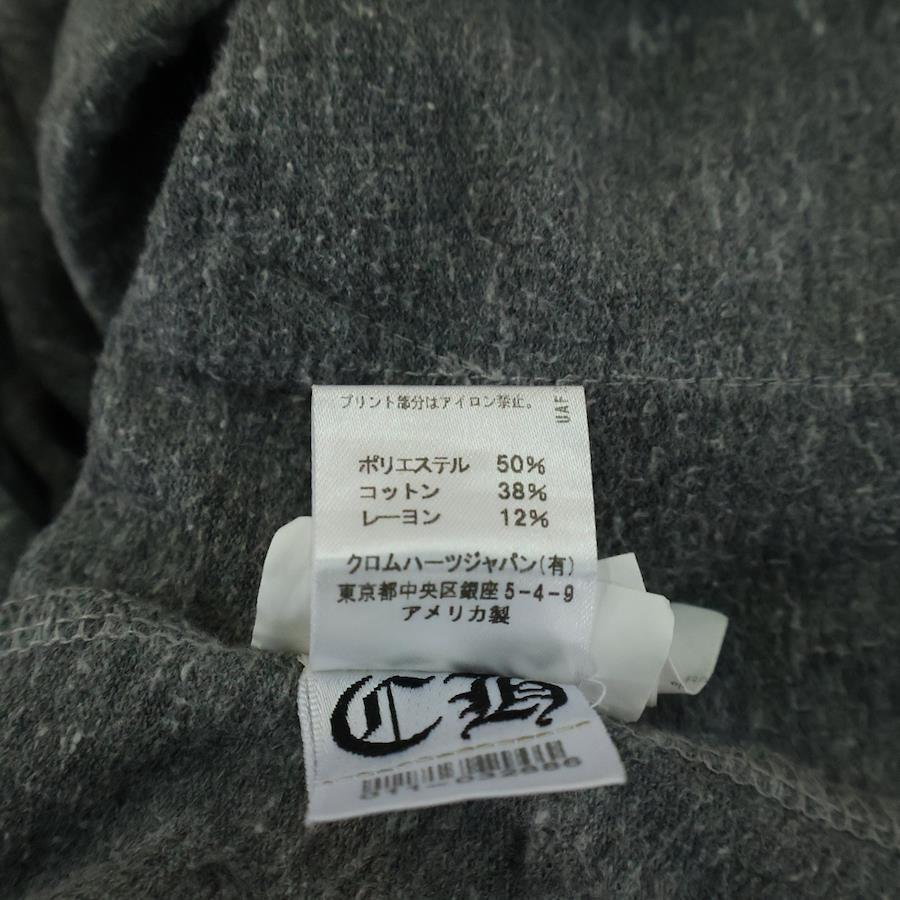 プリント部分はアイロン禁止。
UAF
ポリエステル 50%
コットン 38%
レーヨン 12%
クロムハーツジャパン(有)
東京都中央区銀座5-4-9
アメリカ製
CH